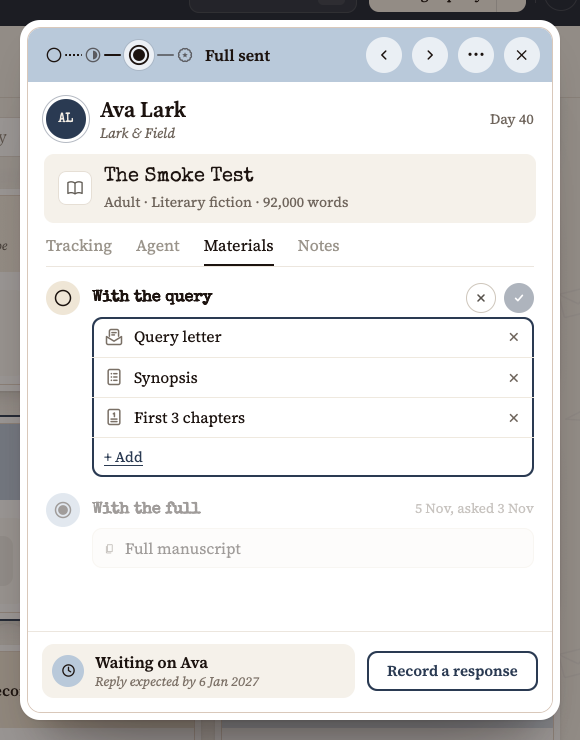 Full sent
AL
Ava Lark
Lark & Field
Day 40
The Smoke Test
Adult · Literary fiction · 92,000 words
Tracking Agent Materials Notes
With the query
Query letter
Synopsis
First 3 chapters
+ Add
With the full
5 Nov, asked 3 Nov
Full manuscript
Waiting on Ava
Reply expected by 6 Jan 2027
Record a response